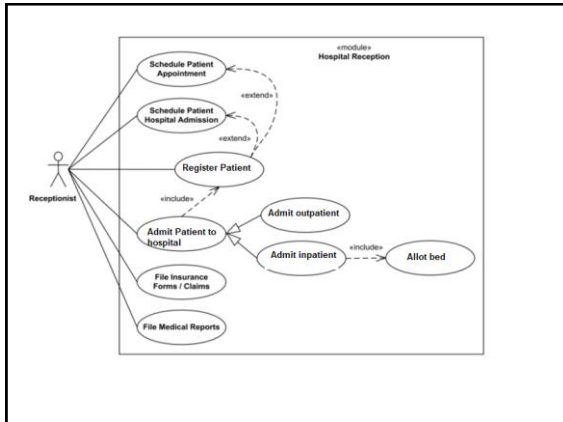 «module»
Hospital Reception
Schedule Patient
Appointment
«extend»
Schedule Patient
Hospital Admission
«extend»
Register Patient
Receptionist
«include»
Admit outpatient
Admit Patient to
hospital
Admit inpatient
«include»
Allot bed
File Insurance
Forms / Claims
File Medical Reports